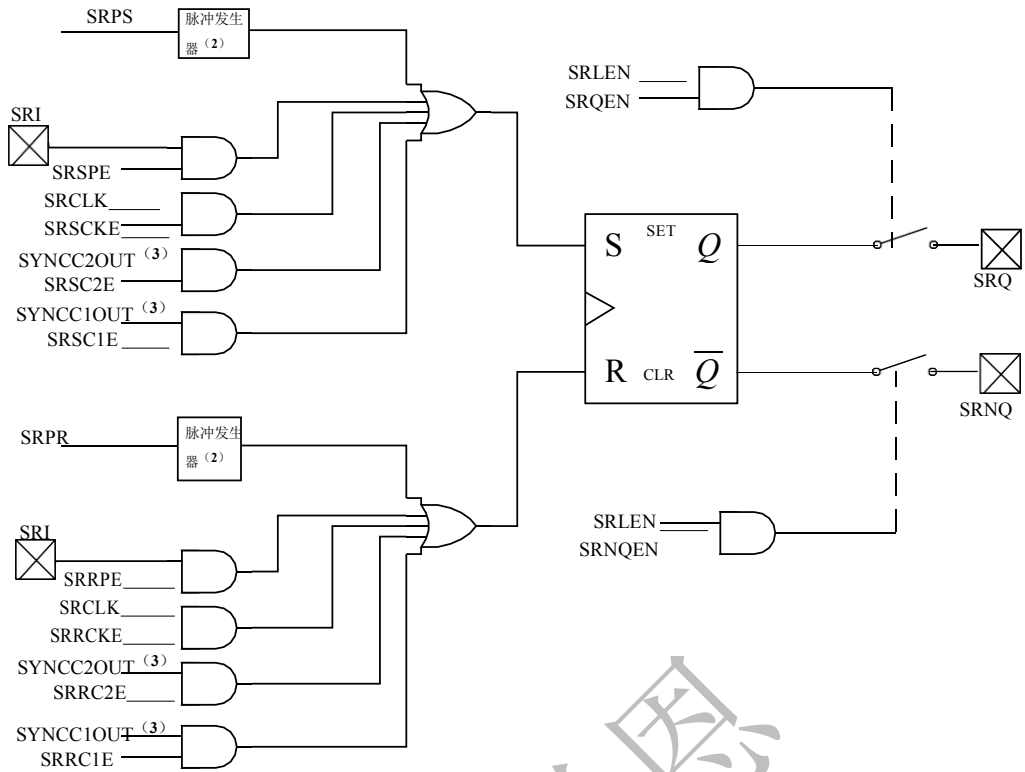 SRPS
脉冲发生
器（2）
SRI
SRSPE
SRCLK
SRSCKE
SYNCC2OUT（3）
SRSC2E
SYNCC1OUT（3）
SRSC1E
SRLEN
SRQEN
S SET Q
R CLR Q̅
SRQ
SRNQ
SRPR
脉冲发生
器（2）
SRI
SRRPE
SRCLK
SRRCKE
SYNCC2OUT（3）
SRRC2E
SYNCC1OUT（3）
SRRC1E
SRLEN
SRNQEN